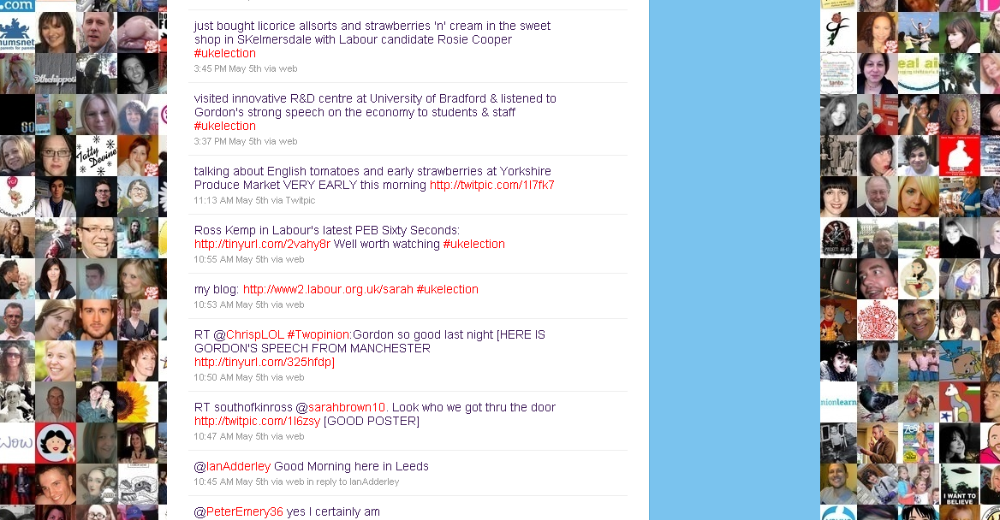 just bought licorice allsorts and strawberries 'n' cream in the sweet
shop in SKelmersdale with Labour candidate Rosie Cooper
#ukelection
3:45 PM May 5th via web
visited innovative R&D centre at University of Bradford & listened to
Gordon's strong speech on the economy to students & staff
#ukelection
3:37 PM May 5th via web
talking about English tomatoes and early strawberries at Yorkshire
Produce Market VERY EARLY this morning http://twitpic.com/1l7fk7
11:13 AM May 5th via Twitpic
Ross Kemp in Labour's latest PEB Sixty Seconds:
http://tinyurl.com/2vahy8r Well worth watching #ukelection
10:55 AM May 5th via web
my blog: http://www2.labour.org.uk/sarah #ukelection
10:53 AM May 5th via web
RT @ChrispLOL #Twopinion:Gordon so good last night [HERE IS
GORDON'S SPEECH FROM MANCHESTER
http://tinyurl.com/325hfdp]
10:50 AM May 5th via web
RT southofkinross @sarahbrown10. Look who we got thru the door
http://twitpic.com/1l6zsy [GOOD POSTER]
10:47 AM May 5th via web
@IanAdderley Good Morning here in Leeds
10:45 AM May 5th via web in reply to IanAdderley
@PeterEmery36 yes I certainly am
.com
umsnet
@thehippest
Tatty
Devine
WOW
tanto
eal ai
nionlearn
I WANT TO
BELIEVE